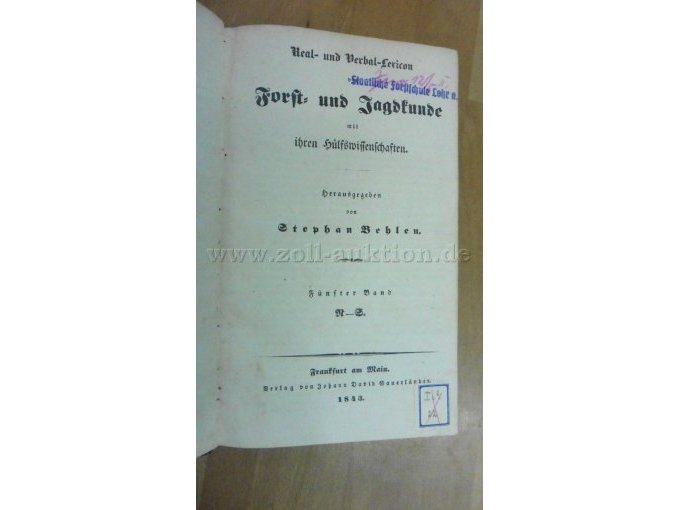 Real- und Verbal-Lexicon
Staatliche Forstschule Lohr a.
Forst- und Jagdkunde
mit
ihren Hülfswissenschaften.
Herausgegeben
von
Stephan Behlen.
www.zoll-auktion.de
Fünfter Band
N—S.
Frankfurt am Main.
Verlag von Johann David Sauerländer.
1843.